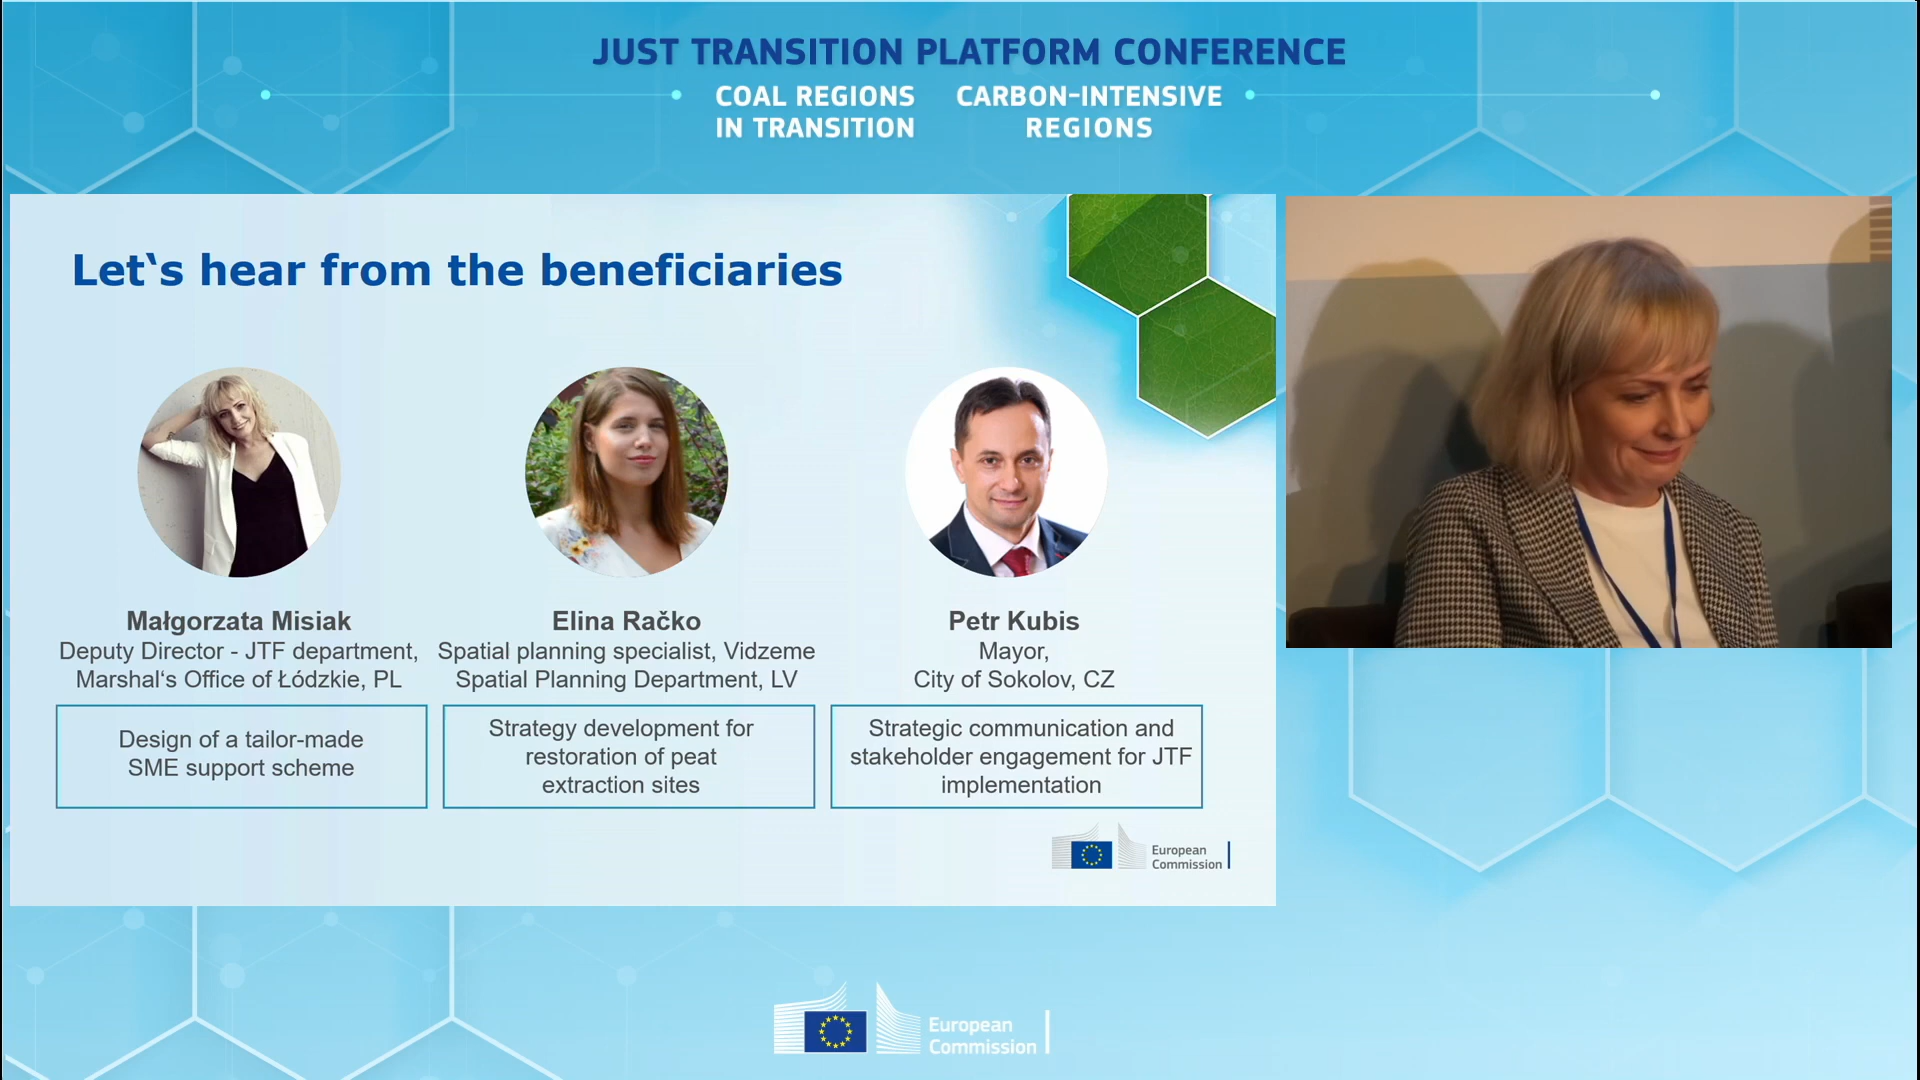 JUST TRANSITION PLATFORM CONFERENCE
COAL REGIONS
IN TRANSITION
CARBON-INTENSIVE
REGIONS
Let‛s hear from the beneficiaries
Małgorzata Misiak
Deputy Director - JTF department,
Marshal‘s Office of Łódzkie, PL
Design of a tailor-made
SME support scheme
Elina Račko
Spatial planning specialist, Vidzeme
Spatial Planning Department, LV
Strategy development for
restoration of peat
extraction sites
Petr Kubis
Mayor,
City of Sokolov, CZ
Strategic communication and
stakeholder engagement for JTF
implementation
European
Commission
European
Commission